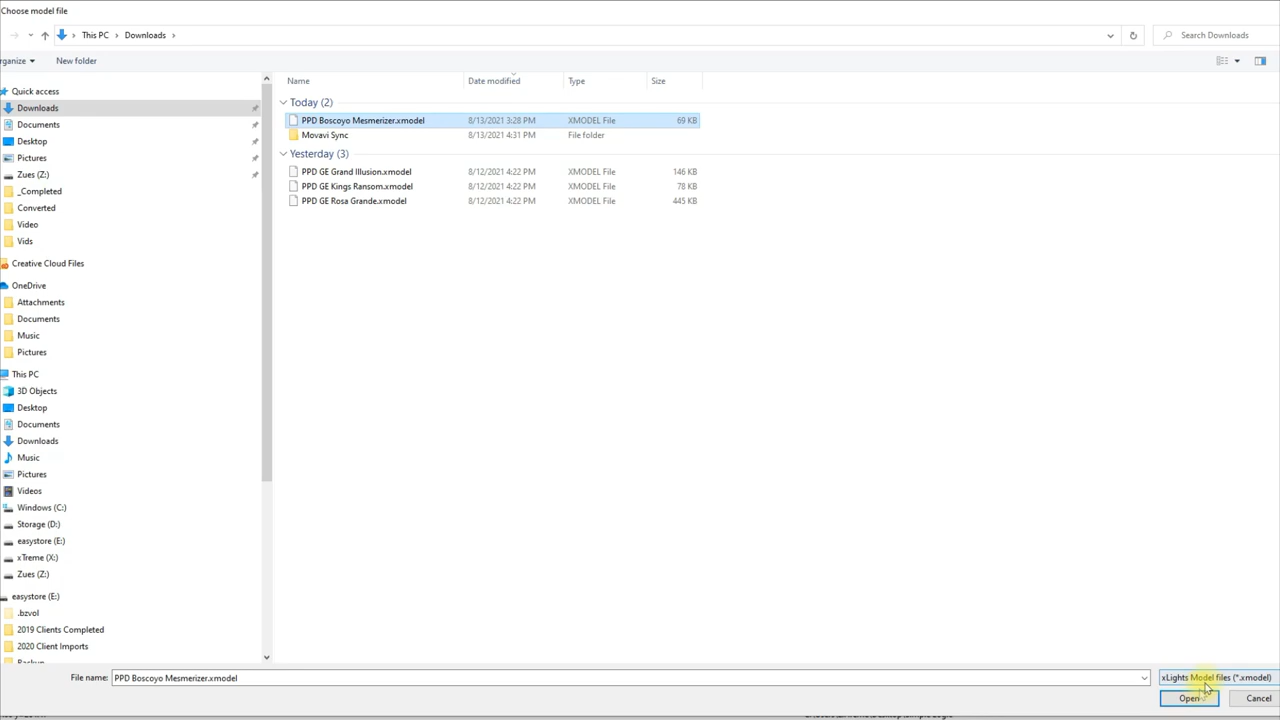 Choose model file
This PC
Downloads
Search Downloads
rganize
New folder
Name
Date modified
Type
Size
Quick access
Downloads
Documents
Desktop
Pictures
Zues (Z:)
_Completed
Converted
Video
Vids
Creative Cloud Files
OneDrive
Attachments
Documents
Music
Pictures
This PC
3D Objects
Desktop
Documents
Downloads
Music
Pictures
Videos
Windows (C:)
Storage (D:)
easystore (E:)
xTreme (X:)
Zues (Z:)
easystore (E:)
.bzvol
2019 Clients Completed
2020 Client Imports
Backup
Today (2)
PPD Boscoyo Mesmerizer.xmodel 8/13/2021 3:28 PM XMODEL File 69 KB
Movavi Sync 8/13/2021 4:31 PM File folder
Yesterday (3)
PPD GE Grand Illusion.xmodel 8/12/2021 4:22 PM XMODEL File 146 KB
PPD GE Kings Ransom.xmodel 8/12/2021 4:22 PM XMODEL File 78 KB
PPD GE Rosa Grande.xmodel 8/12/2021 4:22 PM XMODEL File 445 KB
File name: PPD Boscoyo Mesmerizer.xmodel
xLights Model files (*.xmodel)
Open
Cancel